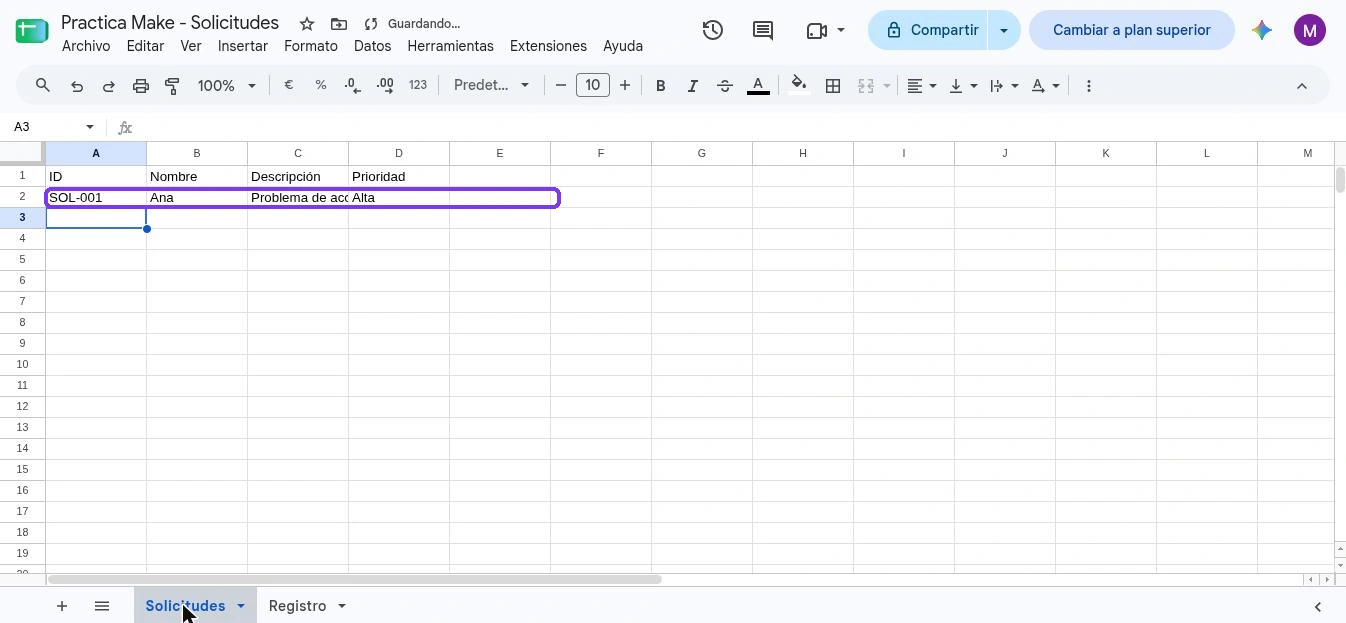 Practica Make - Solicitudes
Guardando...
Archivo Editar Ver Insertar Formato Datos Herramientas Extensiones Ayuda
Compartir
Cambiar a plan superior
M
100% € % .0 .00 123 Predet... 10 B I S A
A3 fx
A B C D E F G H I J K L M
1 ID Nombre Descripción Prioridad
2 SOL-001 Ana Problema de acc Alta
3
4
5
6
7
8
9
10
11
12
13
14
15
16
17
18
19
Solicitudes Registro